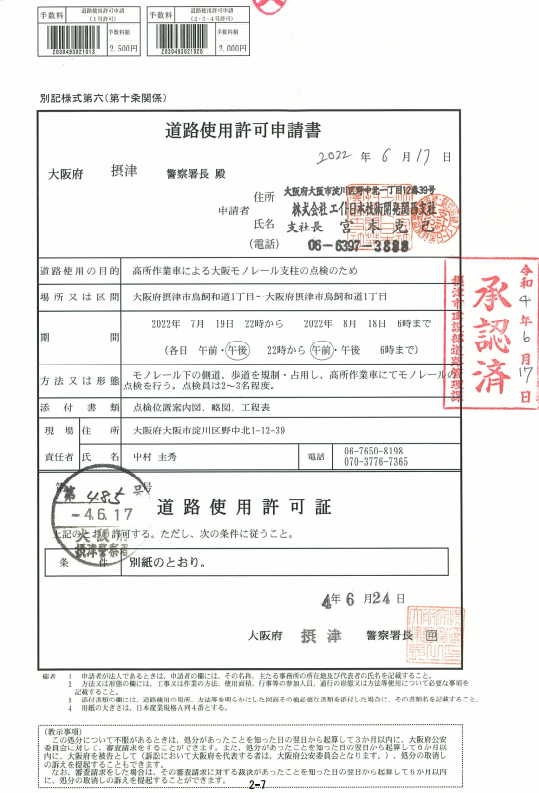 手数料
道路使用許可申請
(1号許可)
手数料額
2,500円
2030493021013
手数料
道路使用許可申請
(2・3・4号許可)
手数料額
2,000円
2030493021020
別記様式第六(第十条関係)
道路使用許可申請書
2022 年 6 月 17 日
大阪府 摂津 警察署長 殿
住所 大阪府大阪市淀川区野中北一丁目12番39号
申請者 株式会社エイト日本技術開発関西支社
氏名 支社長 宮本克己
(電話) 06-6397-3888
道路使用の目的 高所作業車による大阪モノレール支柱の点検のため
場所又は区間 大阪府摂津市鳥飼和道1丁目~大阪府摂津市鳥飼和道1丁目
期間 2022年 7月 19日 22時から 2022年 8月 18日 6時まで
(各日 午前・午後 22時から 午前・午後 6時まで)
方法又は形態 モノレール下の側道、歩道を規制・占用し、高所作業車にてモノレールの
点検を行う。点検員は2~3名程度。
添付書類 点検位置案内図、略図、工程表
現場責任者 住所 大阪府大阪市淀川区野中北1-12-39
氏名 中村 圭秀 電話 06-7650-8198
070-3776-7365
承認済
令和4年6月17日
摂津市建設部道路管理課
第 485 号
-4.6.17
大阪府
摂津警察署
道路使用許可証
上記のとおり許可する。ただし、次の条件に従うこと。
条件 別紙のとおり。
4年 6 月 24 日
大阪府 摂津 警察署長 回
備考 1 申請者が法人であるときは、申請者の欄には、その名称、主たる事務所の所在地及び代表者の氏名を記載すること。
2 方法又は形態の欄には、工事又は作業の方法、使用面積、行事等の参加人員、通行の形態又は方法等使用について必要な事項を
記載すること。
3 添付書類の欄には、道路使用の場所、方法等を明らかにした図面その他必要な書類を添付した場合に、その書類名を記載すること。
4 用紙の大きさは、日本産業規格A列4番とする。
(教示事項)
この処分について不服があるときは、処分があったことを知った日の翌日から起算して3か月以内に、大阪府公安
委員会に対して、審査請求をすることができます。また、処分があったことを知った日の翌日から起算して6か月以
内に、大阪府を被告として(訴訟において大阪府を代表する者は、大阪府公安委員会となります。)、処分の取消し
の訴えを提起することもできます。
なお、審査請求をした場合は、その審査請求に対する裁決があったことを知った日の翌日から起算して6か月以内
に、処分の取消しの訴えを提起することができます。
2-7